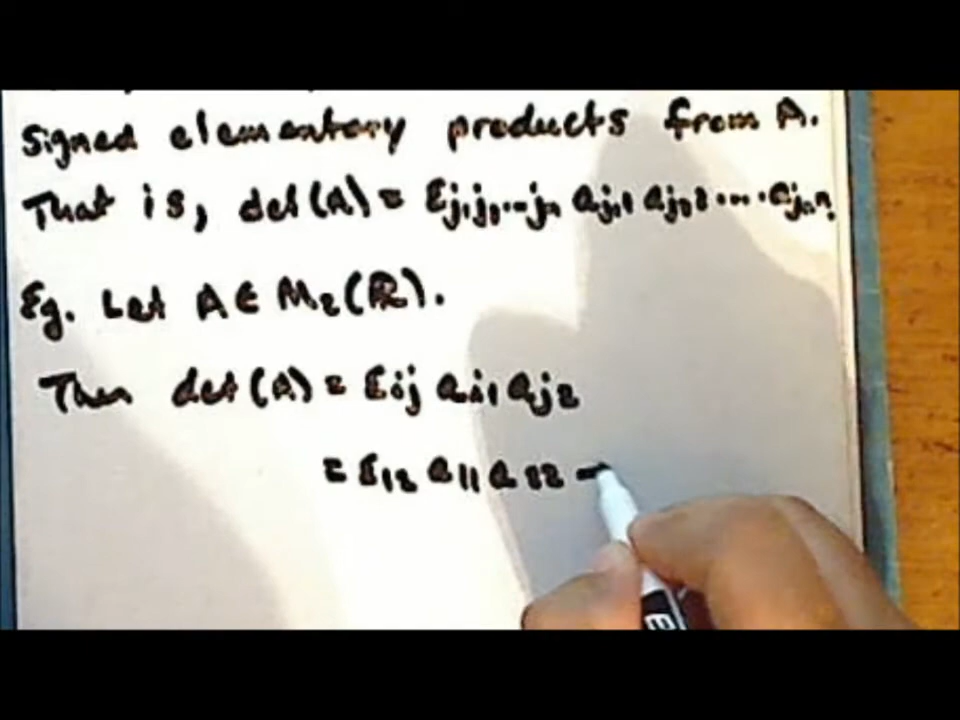 Signed elementary products from A.
That is, det(A) = εj₁j₂...jₙ aj₁1 aj₂2 .... ajₙn.
Eg. Let A ∈ M₂(ℝ).
Then det(A) = εij ai1 aj2
= ε12 a11 a22 -
E